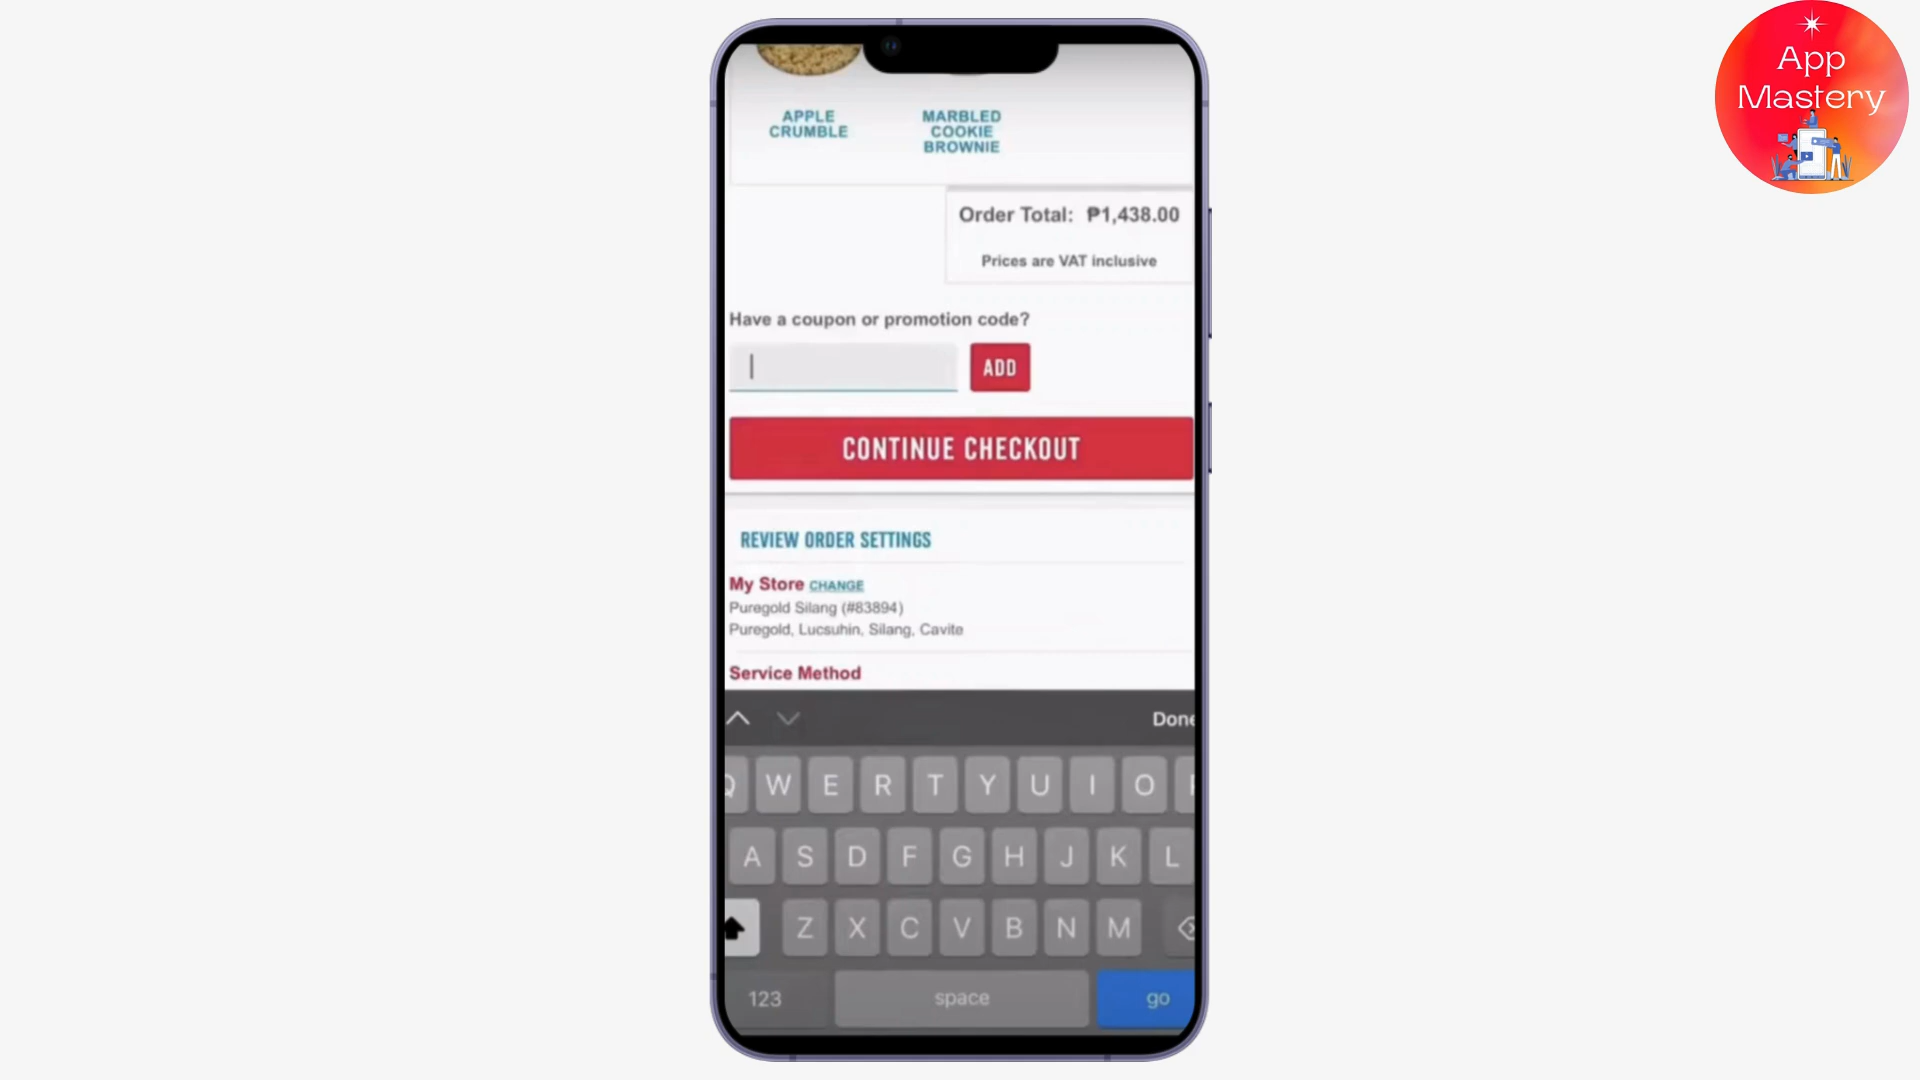 App
Mastery
APPLE
CRUMBLE
MARBLED
COOKIE
BROWNIE
Order Total: ₱1,438.00
Prices are VAT inclusive
Have a coupon or promotion code?
ADD
CONTINUE CHECKOUT
REVIEW ORDER SETTINGS
My Store CHANGE
Puregold Silang (#83894)
Puregold, Lucsuhin, Silang, Cavite
Service Method
Done
Q W E R T Y U I O P
A S D F G H J K L
Z X C V B N M
123 space go